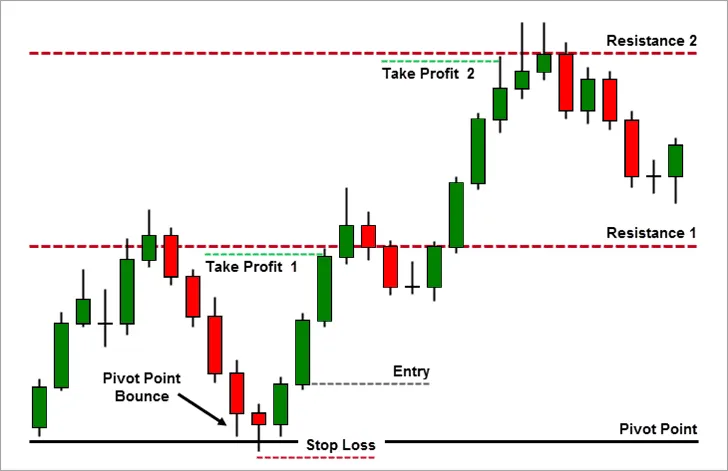 Resistance 2
Take Profit 2
Resistance 1
Take Profit 1
Entry
Pivot Point
Bounce
Pivot Point
Stop Loss